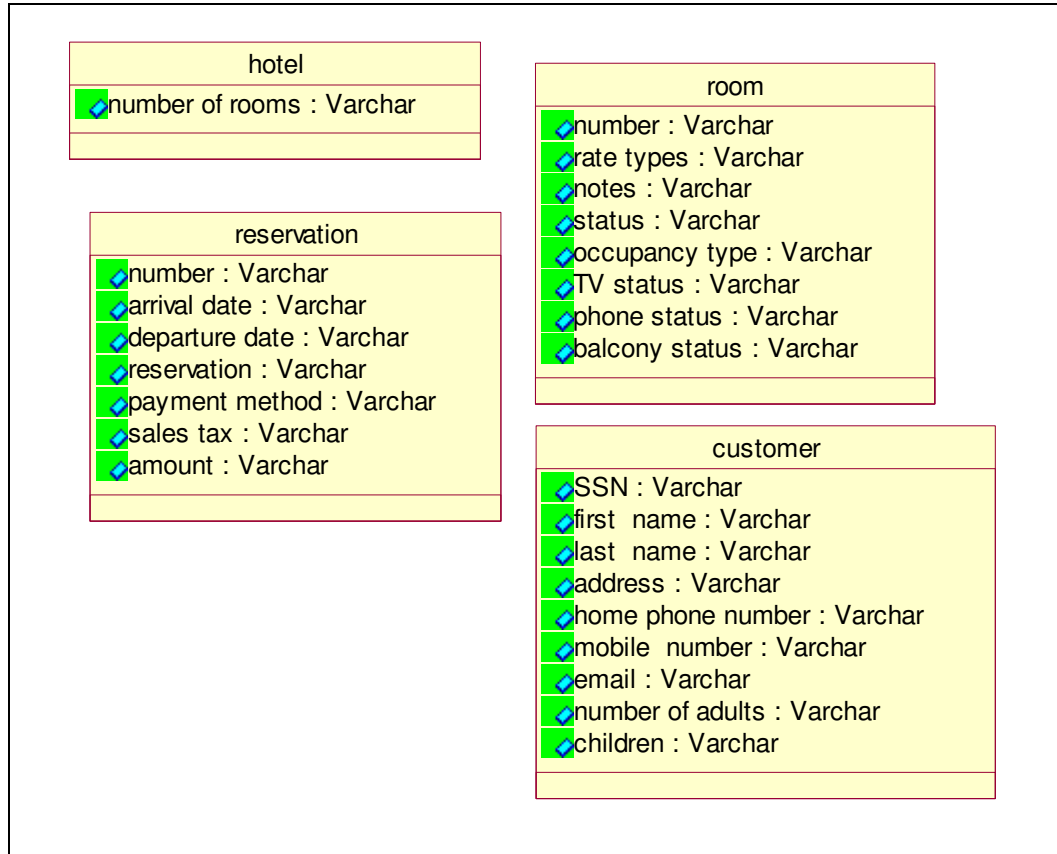 hotel
number of rooms : Varchar
room
number : Varchar
rate types : Varchar
notes : Varchar
status : Varchar
occupancy type : Varchar
TV status : Varchar
phone status : Varchar
balcony status : Varchar
reservation
number : Varchar
arrival date : Varchar
departure date : Varchar
reservation : Varchar
payment method : Varchar
sales tax : Varchar
amount : Varchar
customer
SSN : Varchar
first  name : Varchar
last  name : Varchar
address : Varchar
home phone number : Varchar
mobile  number : Varchar
email : Varchar
number of adults : Varchar
children : Varchar